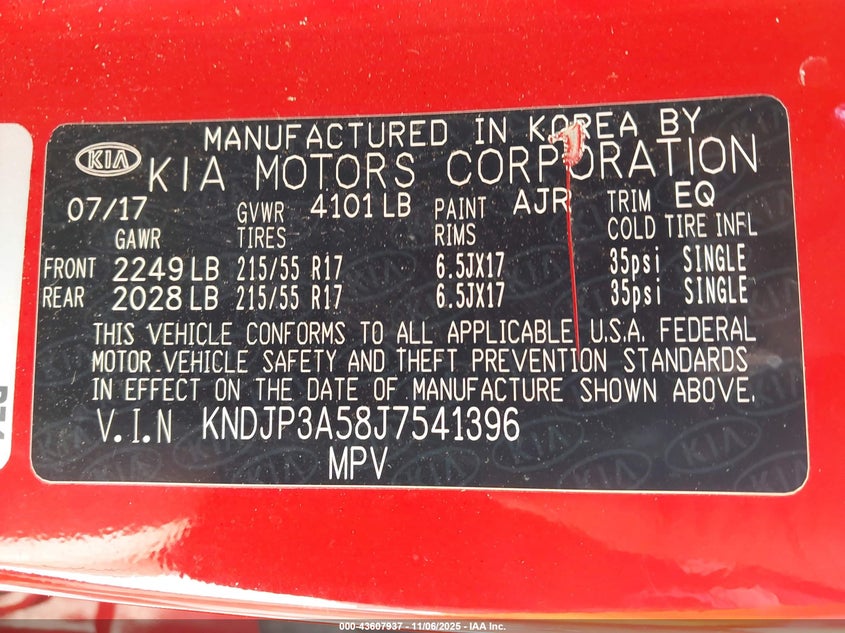 MANUFACTURED IN KOREA BY
KIA KIA MOTORS CORPORATION
07/17 GVWR 4101 LB PAINT AJR TRIM EQ
GAWR TIRES RIMS COLD TIRE INFL
FRONT 2249 LB 215/55 R17 6.5JX17 35psi SINGLE
REAR 2028 LB 215/55 R17 6.5JX17 35psi SINGLE
THIS VEHICLE CONFORMS TO ALL APPLICABLE U.S.A. FEDERAL
MOTOR VEHICLE SAFETY AND THEFT PREVENTION STANDARDS
IN EFFECT ON THE DATE OF MANUFACTURE SHOWN ABOVE.
V.I.N KNDJP3A58J7541396
MPV
000-43607937 - 11/06/2025 - IAA Inc.